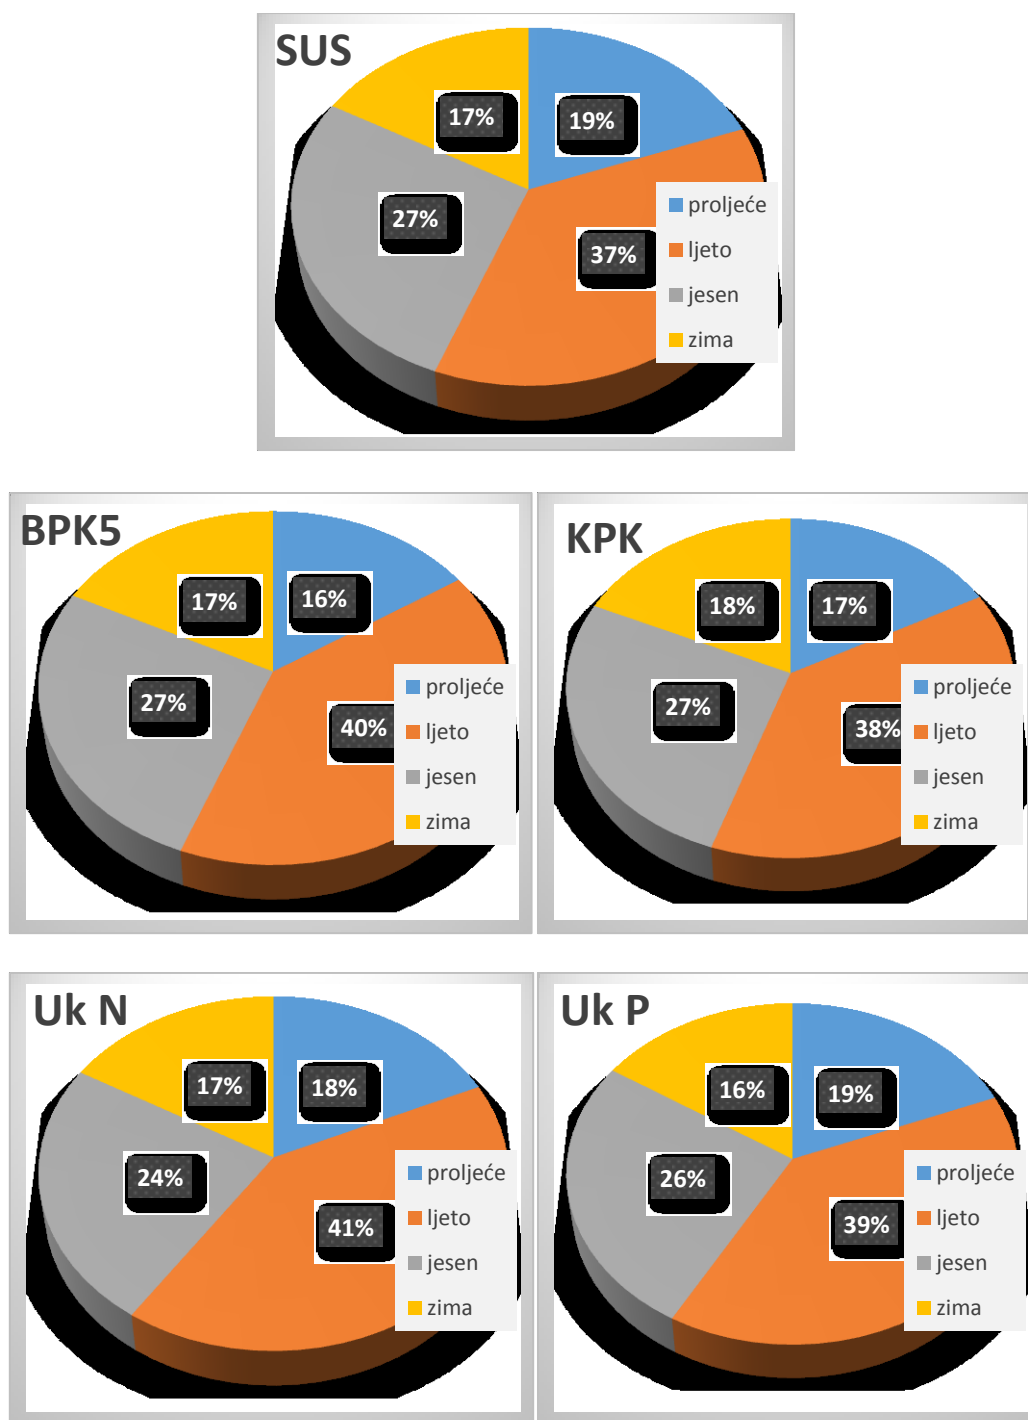 SUS
17%
19%
27%
37%
proljeće
ljeto
jesen
zima
BPK5
17%
16%
27%
40%
proljeće
ljeto
jesen
zima
KPK
18%
17%
27%
38%
proljeće
ljeto
jesen
zima
Uk N
17%
18%
24%
41%
proljeće
ljeto
jesen
zima
Uk P
16%
19%
26%
39%
proljeće
ljeto
jesen
zima